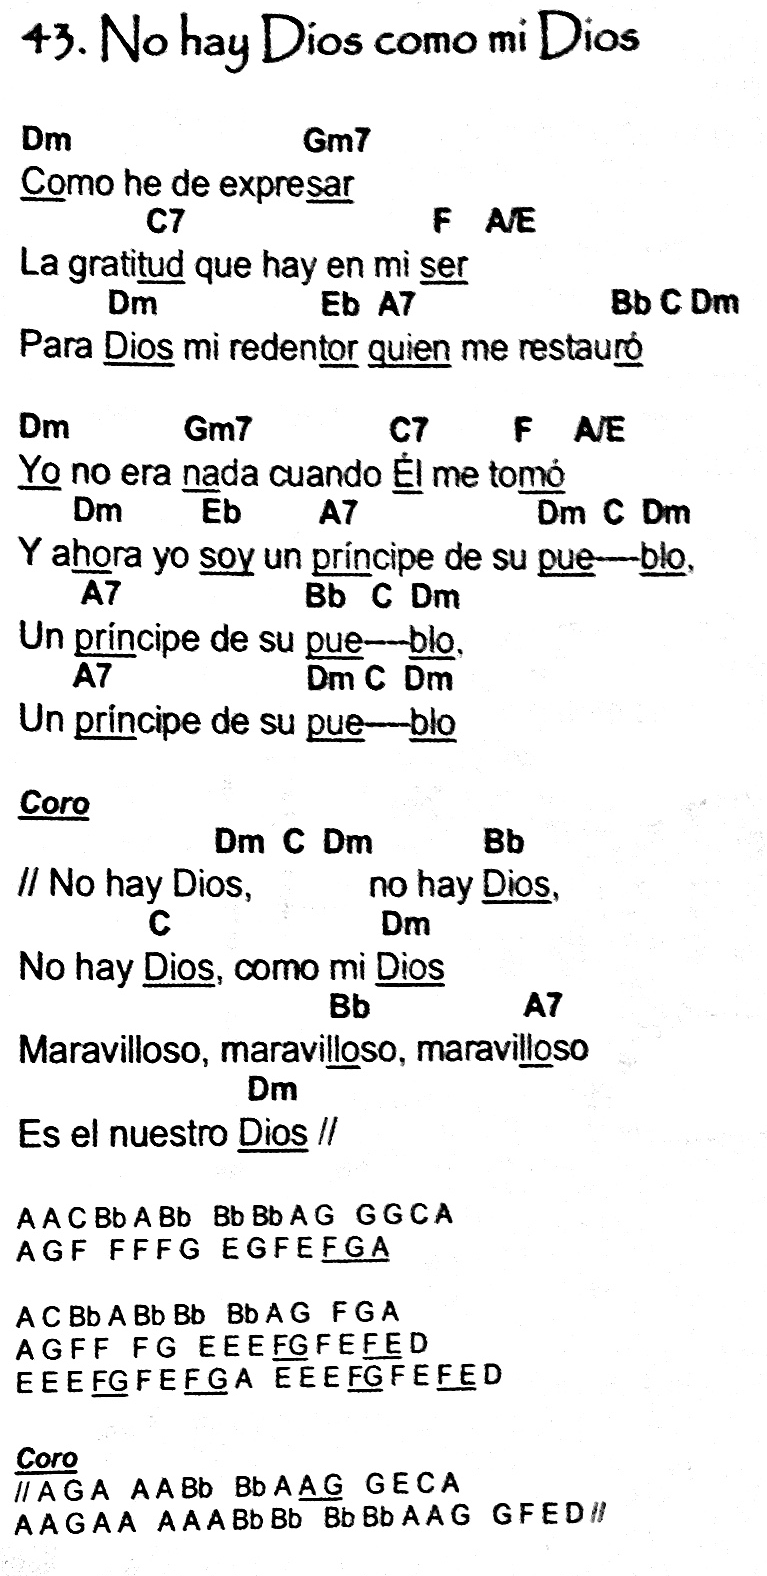 43. No hay Dios como mi Dios
Dm Gm7
Como he de expresar
C7 F A/E
La gratitud que hay en mi ser
Dm Eb A7 Bb C Dm
Para Dios mi redentor quien me restauró
Dm Gm7 C7 F A/E
Yo no era nada cuando Él me tomó
Dm Eb A7 Dm C Dm
Y ahora yo soy un príncipe de su pue----blo,
A7 Bb C Dm
Un príncipe de su pue----blo,
A7 Dm C Dm
Un príncipe de su pue----blo
Coro
Dm C Dm Bb
// No hay Dios, no hay Dios,
C Dm
No hay Dios, como mi Dios
Bb A7
Maravilloso, maravilloso, maravilloso
Dm
Es el nuestro Dios //
A A C Bb A Bb Bb Bb A G G G C A
A G F F F F G E G F E F G A
A C Bb A Bb Bb Bb A G F G A
A G F F F G E E E FG F E F E D
E E E FG F E F G A E E E FG F E F E D
Coro
// A G A A A Bb Bb A A G G E C A
A A G A A A A A Bb Bb Bb Bb A A G G F E D //